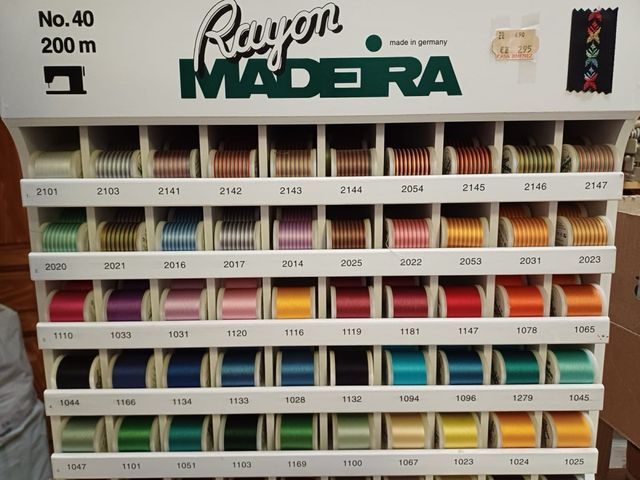 No. 40
200 m
Rayon
MADEIRA
made in germany
295
2101 2103 2141 2142 2143 2144 2054 2145 2146 2147
2020 2021 2016 2017 2014 2025 2022 2053 2031 2023
1110 1033 1031 1120 1116 1119 1181 1147 1078 1065
1044 1166 1134 1133 1028 1132 1094 1096 1279 1045
1047 1101 1051 1103 1169 1100 1067 1023 1024 1025